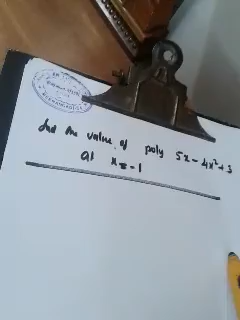 find the value of poly 5x - 4x² + 3
at x = -1